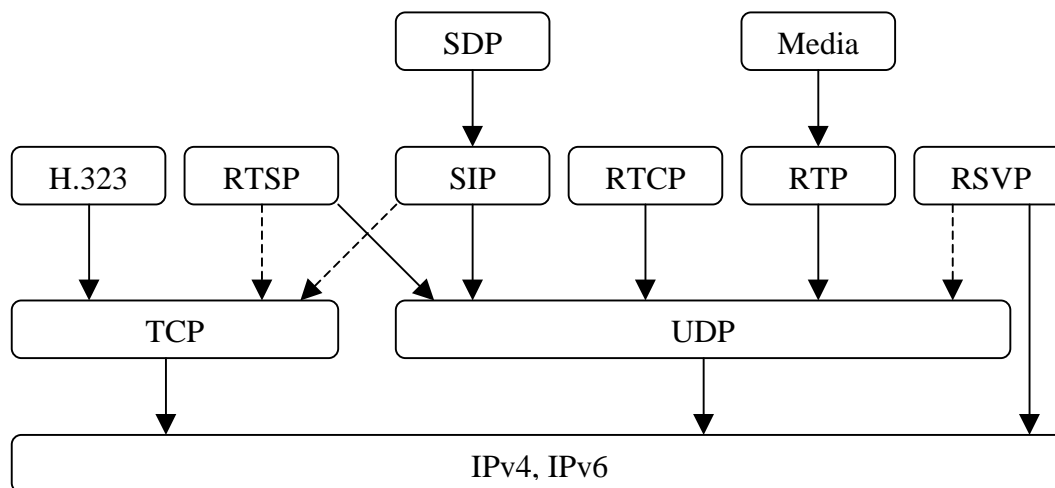 SDP
Media
H.323
RTSP
SIP
RTCP
RTP
RSVP
TCP
UDP
IPv4, IPv6